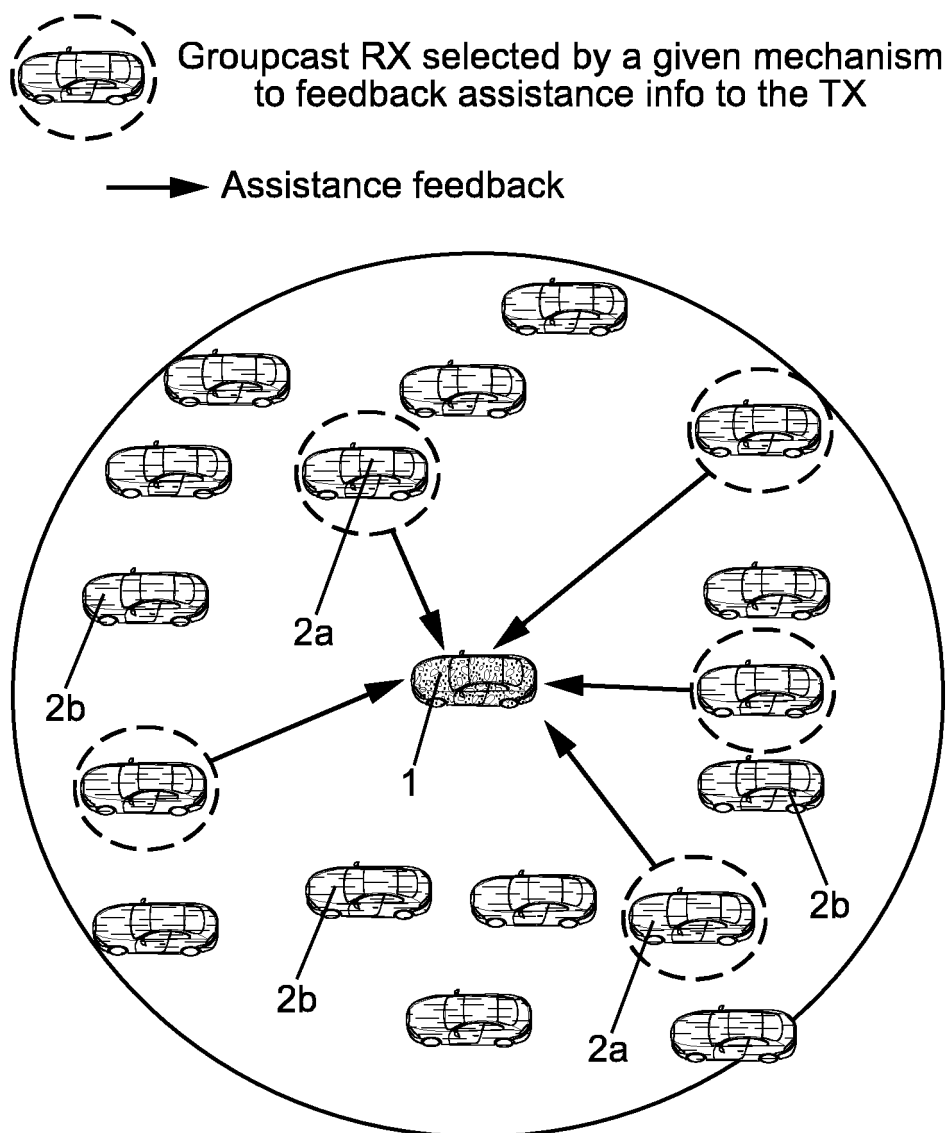 Groupcast RX selected by a given mechanism
to feedback assistance info to the TX
Assistance feedback
2a
2b
1
2b
2b
2a